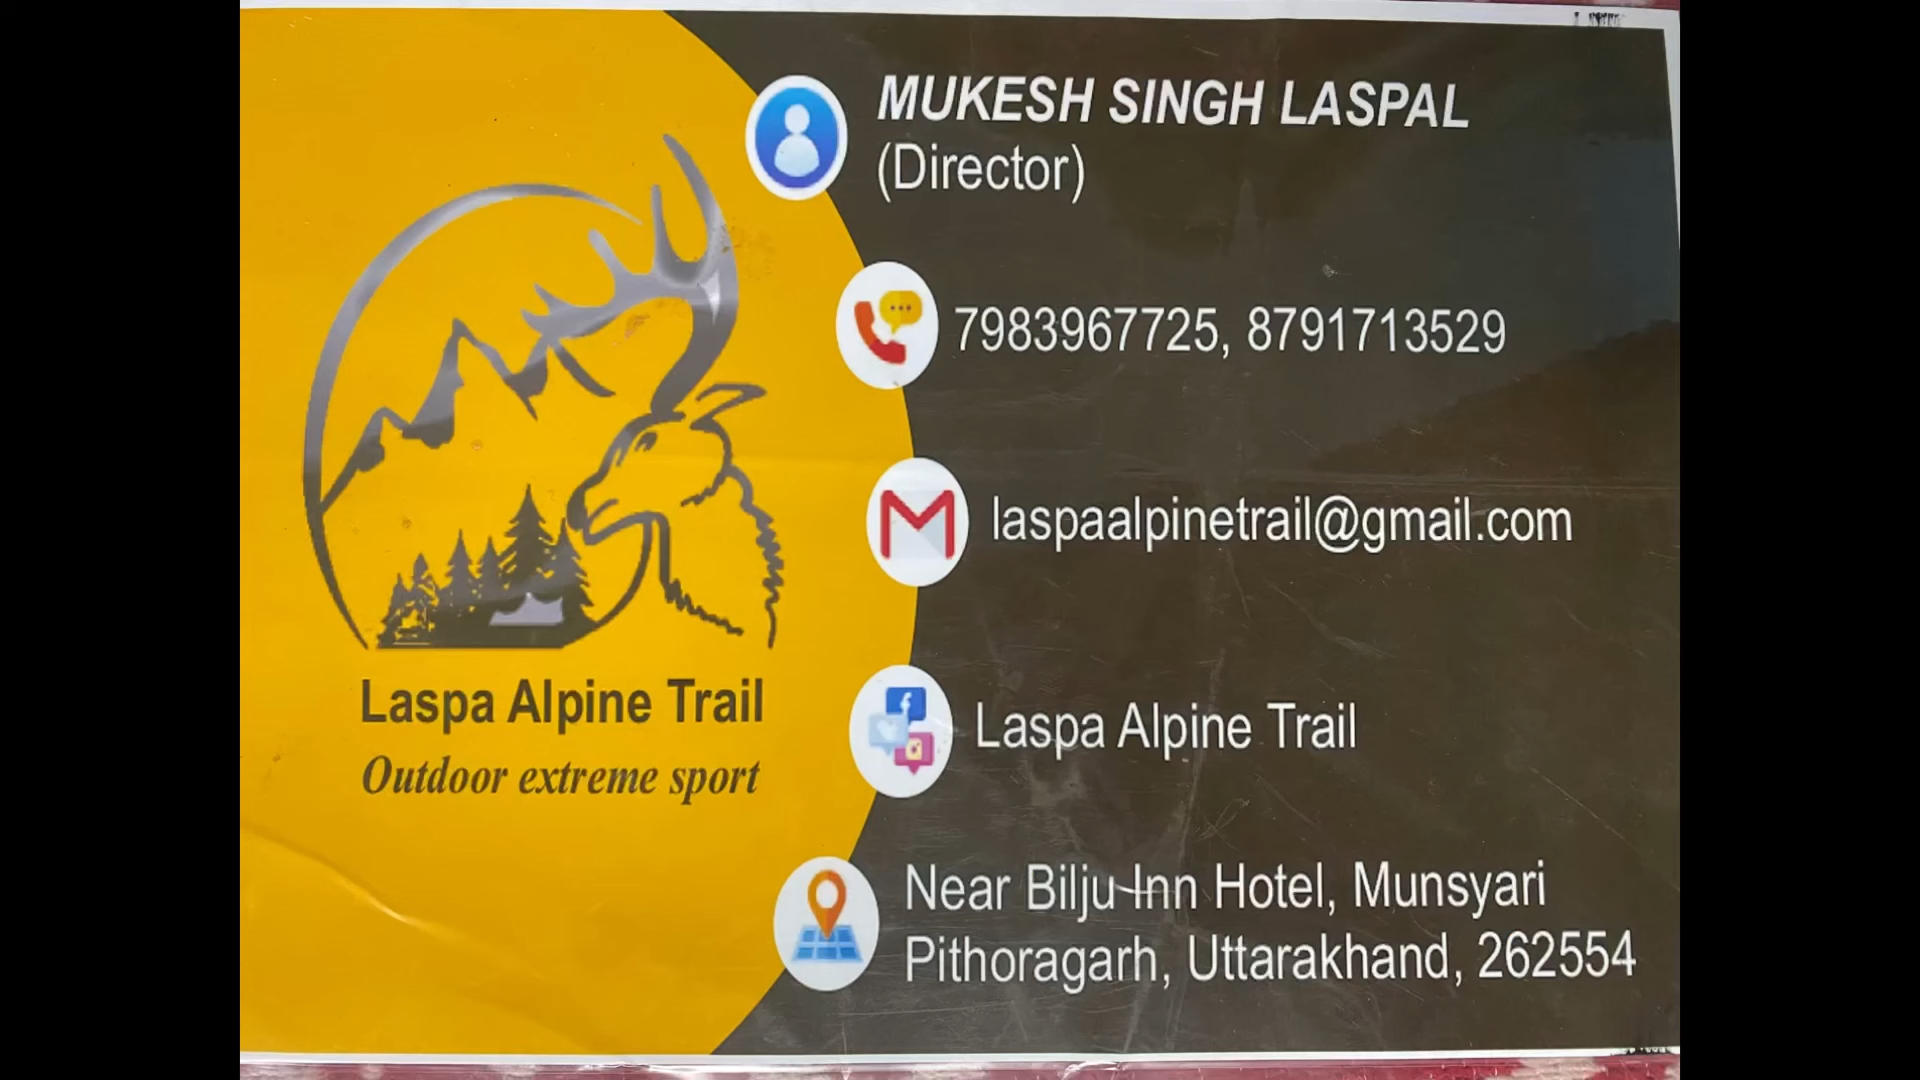 MUKESH SINGH LASPAL
(Director)
7983967725, 8791713529
laspaalpinetrail@gmail.com
Laspa Alpine Trail
Near Bilju Inn Hotel, Munsyari
Pithoragarh, Uttarakhand, 262554
Laspa Alpine Trail
Outdoor extreme sport